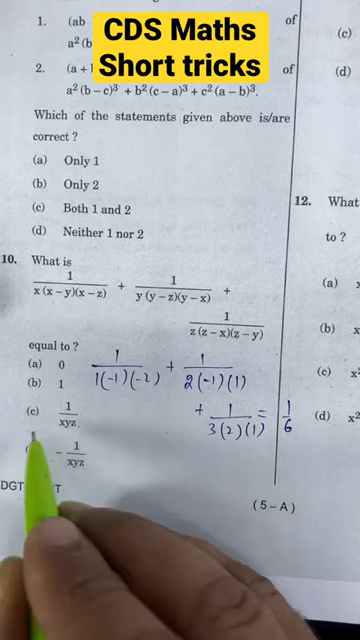 CDS Maths
Short tricks
1. (ab of
a²(b
2. (a + of
a²(b – c)³ + b²(c – a)³ + c²(a – b)³.
Which of the statements given above is/are
correct ?
(a) Only 1
(b) Only 2
(c) Both 1 and 2
(d) Neither 1 nor 2
10. What is
1/(x(x – y)(x – z)) + 1/(y(y – z)(y – x)) +
1/(z(z – x)(z – y))
equal to ?
(a) 0
(b) 1
(c) 1/xyz
– 1/xyz
1/(1(-1)(-2)) + 1/(2(-1)(1))
+ 1/(3(2)(1)) = 1/6
DGT T
(5 – A)
(c)
(d)
12. What
to ?
(a) x
(b) x
(c) x²
(d) x²